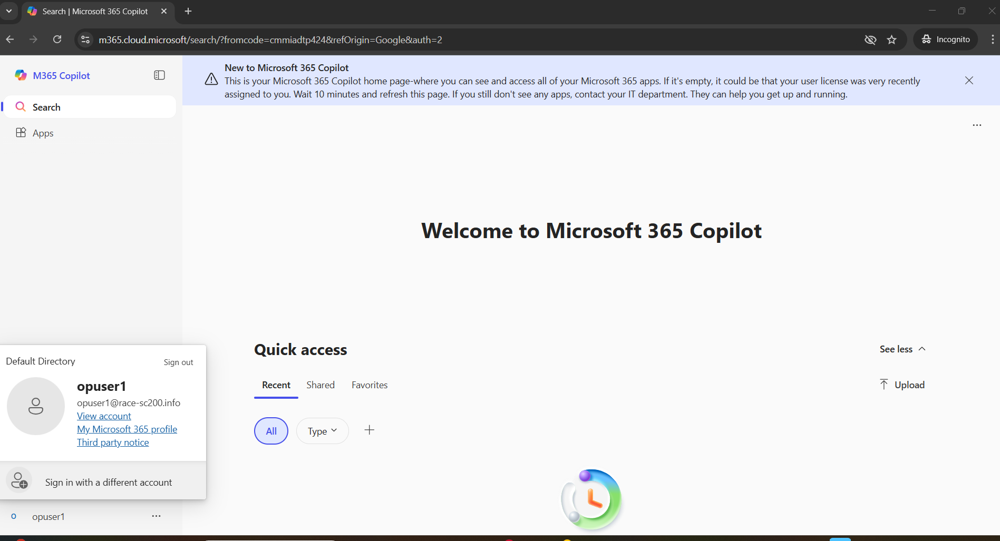 Search | Microsoft 365 Copilot
m365.cloud.microsoft/search/?fromcode=cmmiadtp424&refOrigin=Google&auth=2
Incognito
M365 Copilot
Search
Apps
New to Microsoft 365 Copilot
This is your Microsoft 365 Copilot home page-where you can see and access all of your Microsoft 365 apps. If it's empty, it could be that your user license was very recently
assigned to you. Wait 10 minutes and refresh this page. If you still don't see any apps, contact your IT department. They can help you get up and running.
Welcome to Microsoft 365 Copilot
Quick access
See less
Recent
Shared
Favorites
Upload
All
Type
Default Directory
Sign out
opuser1
opuser1@race-sc200.info
View account
My Microsoft 365 profile
Third party notice
Sign in with a different account
O
opuser1